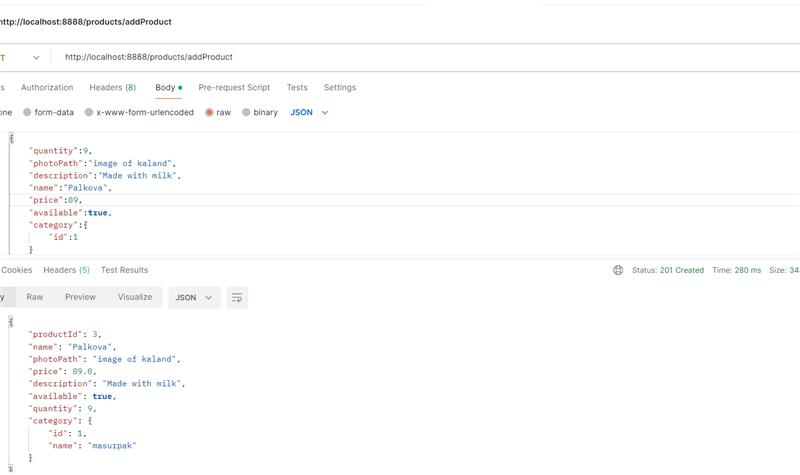 http://localhost:8888/products/addProduct
T http://localhost:8888/products/addProduct
s Authorization Headers (8) Body Pre-request Script Tests Settings
one form-data x-www-form-urlencoded raw binary JSON
{
"quantity":9,
"photoPath":"image of kaland",
"description":"Made with milk",
"name":"Palkova",
"price":89,
"available":true,
"category":{
"id":1
}
Cookies Headers (5) Test Results Status: 201 Created Time: 280 ms Size: 34
y Raw Preview Visualize JSON
{
"productId": 3,
"name": "Palkova",
"photoPath": "image of kaland",
"price": 89.0,
"description": "Made with milk",
"available": true,
"quantity": 9,
"category": {
"id": 1,
"name": "masurpak"
}
}